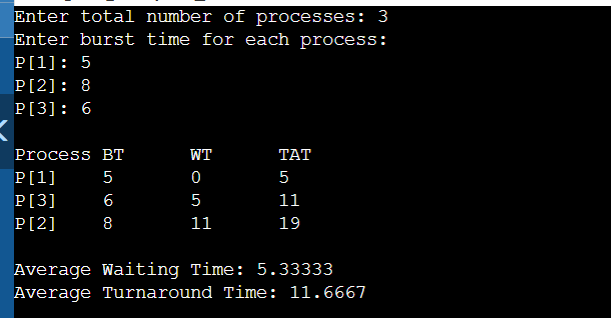 Enter total number of processes: 3
Enter burst time for each process:
P[1]: 5
P[2]: 8
P[3]: 6
Process BT WT TAT
P[1] 5 0 5
P[3] 6 5 11
P[2] 8 11 19
Average Waiting Time: 5.33333
Average Turnaround Time: 11.6667